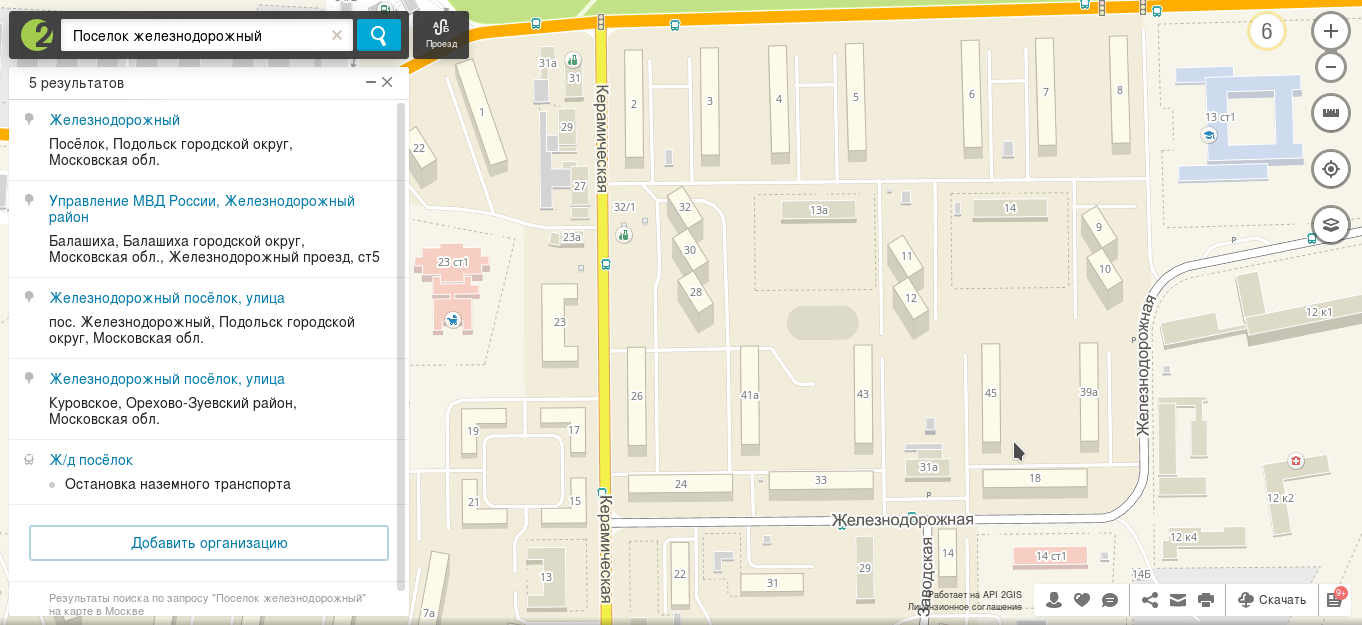 Поселок железнодорожный
Проезд
5 результатов
Железнодорожный
Посёлок, Подольск городской округ,
Московская обл.
Управление МВД России, Железнодорожный
район
Балашиха, Балашиха городской округ,
Московская обл., Железнодорожный проезд, ст5
Железнодорожный посёлок, улица
пос. Железнодорожный, Подольск городской
округ, Московская обл.
Железнодорожный посёлок, улица
Куровское, Орехово-Зуевский район,
Московская обл.
Ж/д посёлок
Остановка наземного транспорта
Добавить организацию
Результаты поиска по запросу "Поселок железнодорожный"
на карте в Москве
6
31а
31
1
2
3
4
5
6
7
8
13 ст1
29
22
27
32/1
32
13а
14
9
23а
30
11
10
23 ст1
28
12
23
12 к1
Р
Р
Керамическая
Железнодорожная
26
41а
43
45
39а
19
17
31а
24
33
18
21
15
Р
12 к2
Железнодорожная
Керамическая
Заводская
12 к4
13
22
31
29
14
14 ст1
14Б
7а
Работает на API 2GIS
Лицензионное соглашение
Скачать
9+